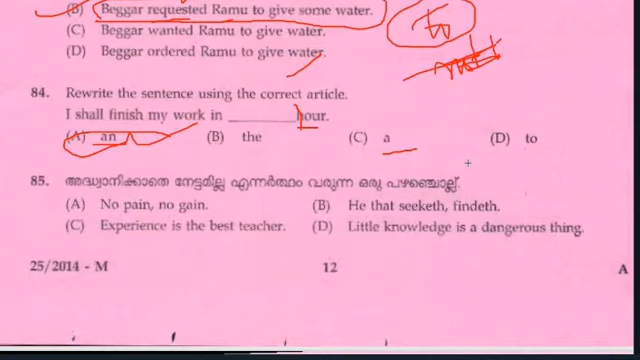 (B) Beggar requested Ramu to give some water.
(C) Beggar wanted Ramu to give water.
(D) Beggar ordered Ramu to give water.
84. Rewrite the sentence using the correct article.
I shall finish my work in ________ hour.
(A) an (B) the (C) a (D) to
85. അദ്ധ്വാനിക്കാതെ നേട്ടമില്ല എന്നർത്ഥം വരുന്ന ഒരു പഴഞ്ചൊല്ല്.
(A) No pain, no gain. (B) He that seeketh, findeth.
(C) Experience is the best teacher. (D) Little knowledge is a dangerous thing.
25/2014 - M 12 A